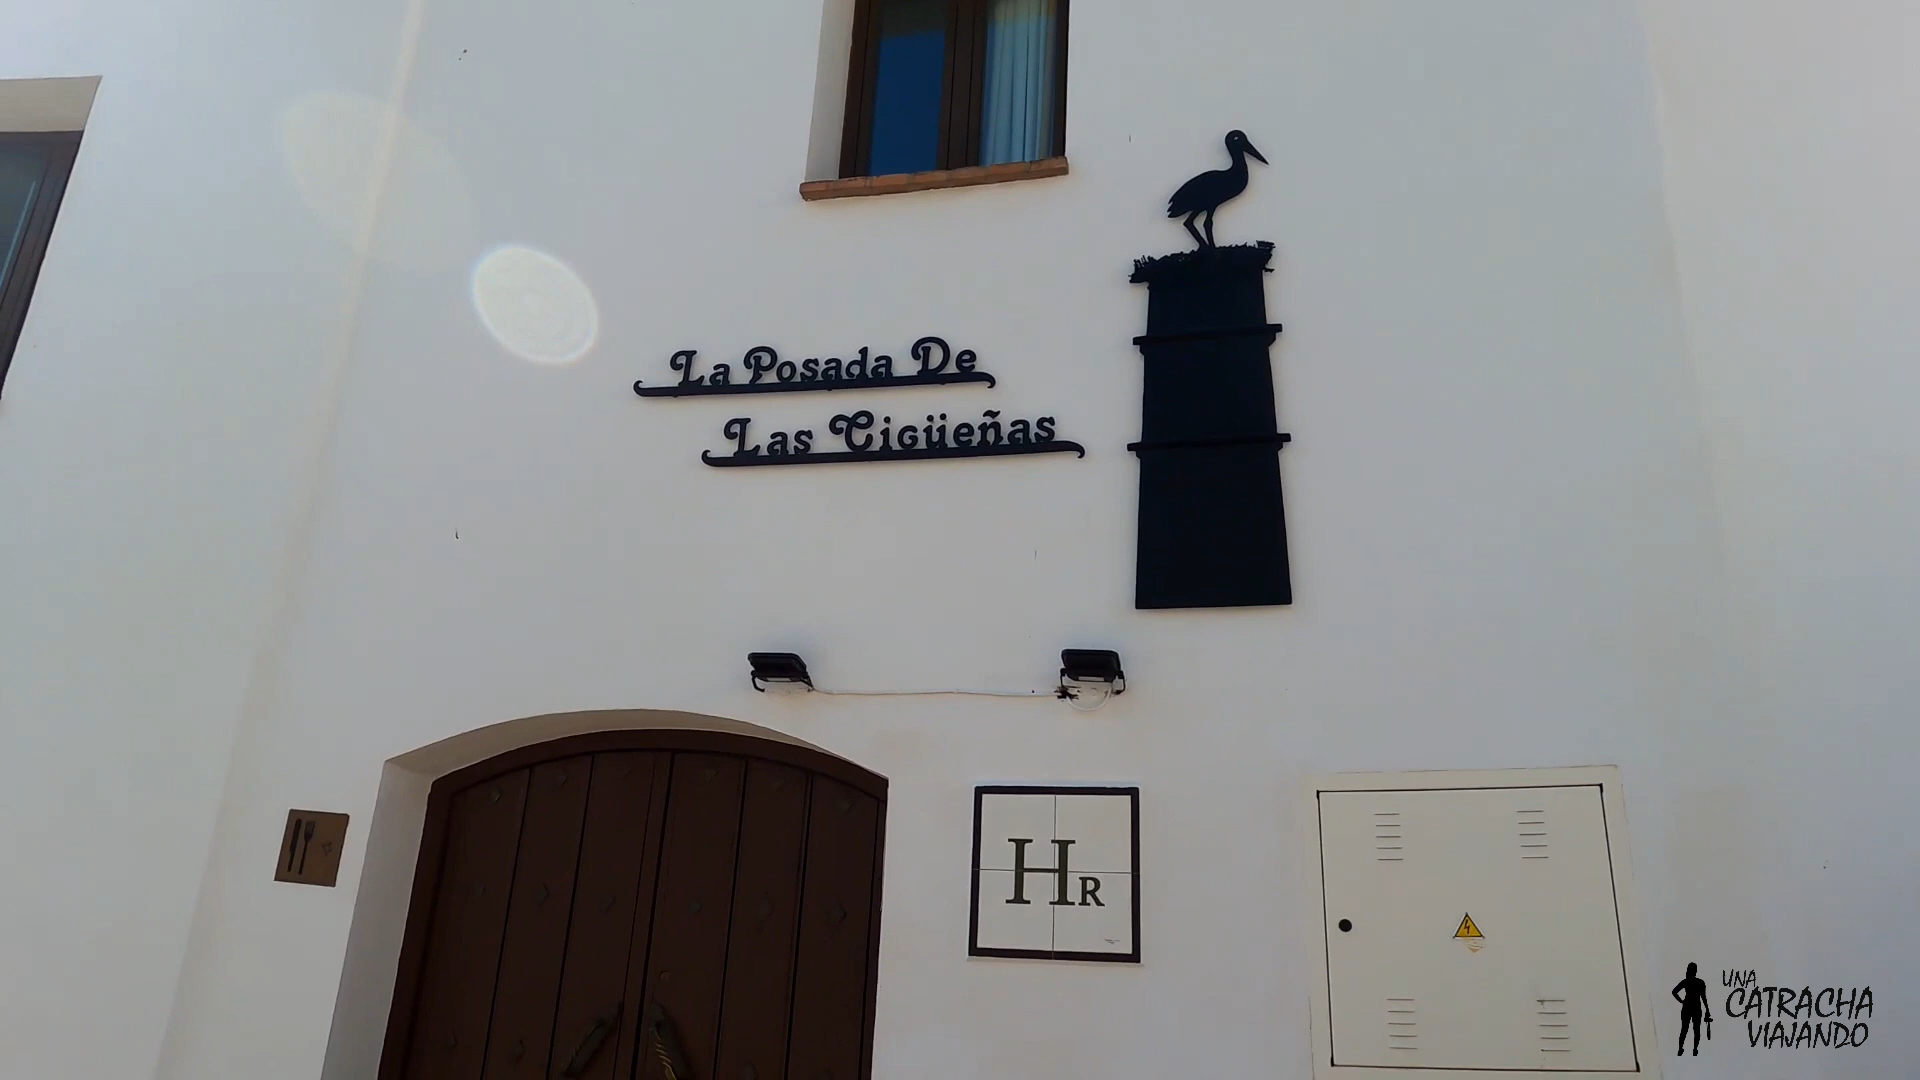 La Posada De
Las Cigüeñas
HR
UNA
CATRACHA
VIAJANDO